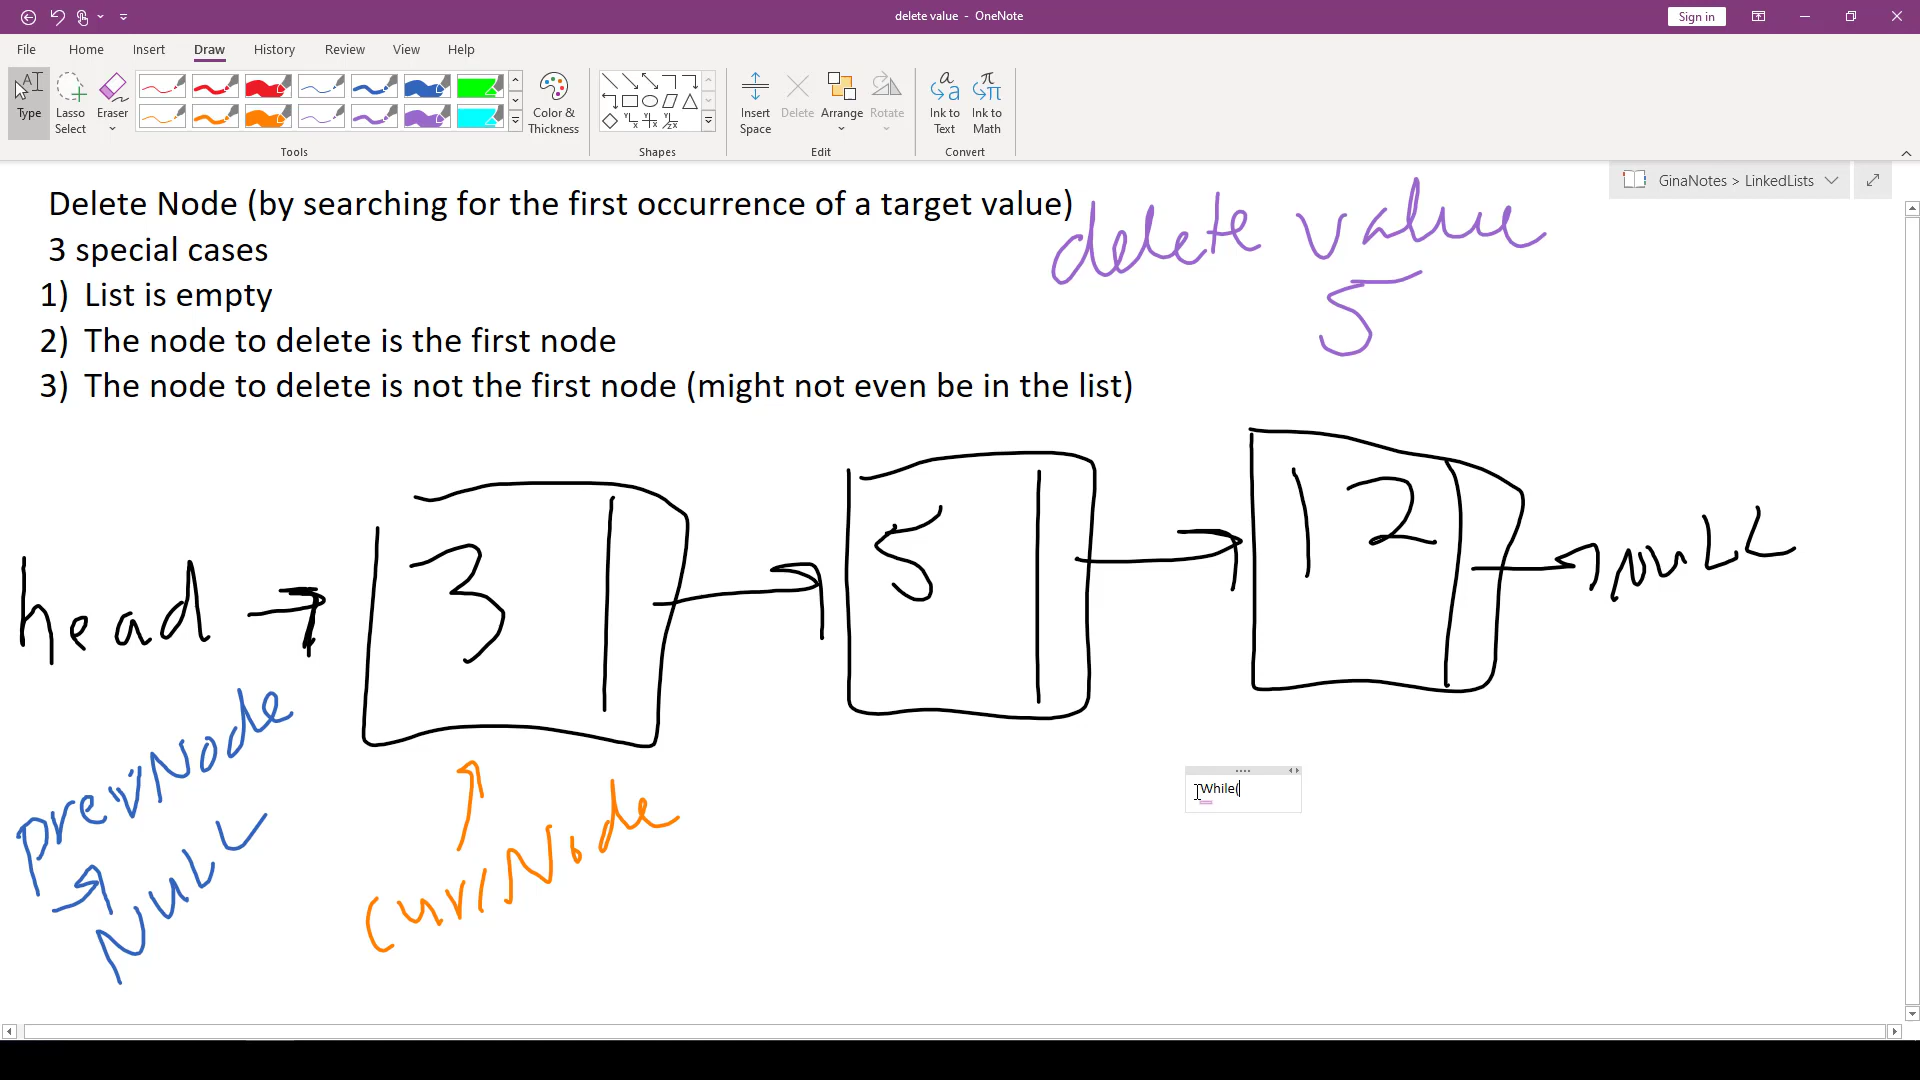 delete value - OneNote
Sign in
File Home Insert Draw History Review View Help
Type
Lasso Select
Eraser
Color & Thickness
Insert Space
Delete
Arrange
Rotate
Ink to Text
Ink to Math
Tools
Shapes
Edit
Convert
GinaNotes > LinkedLists
Delete Node (by searching for the first occurrence of a target value)
3 special cases
1) List is empty
2) The node to delete is the first node
3) The node to delete is not the first node (might not even be in the list)
delete value
5
head
3
5
12
NULL
prevNode
NULL
currNode
While(